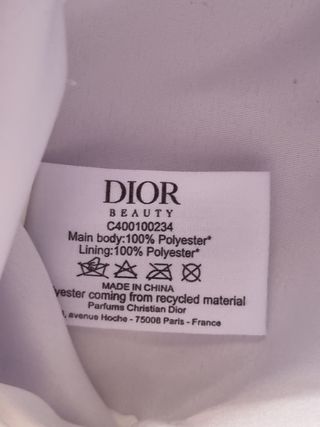 DIOR
BEAUTY
C400100234
Main body:100% Polyester*
Lining:100% Polyester*
MADE IN CHINA
coming from recycled material
Parfums Christian Dior
avenue Hoche - 75008 Paris - France